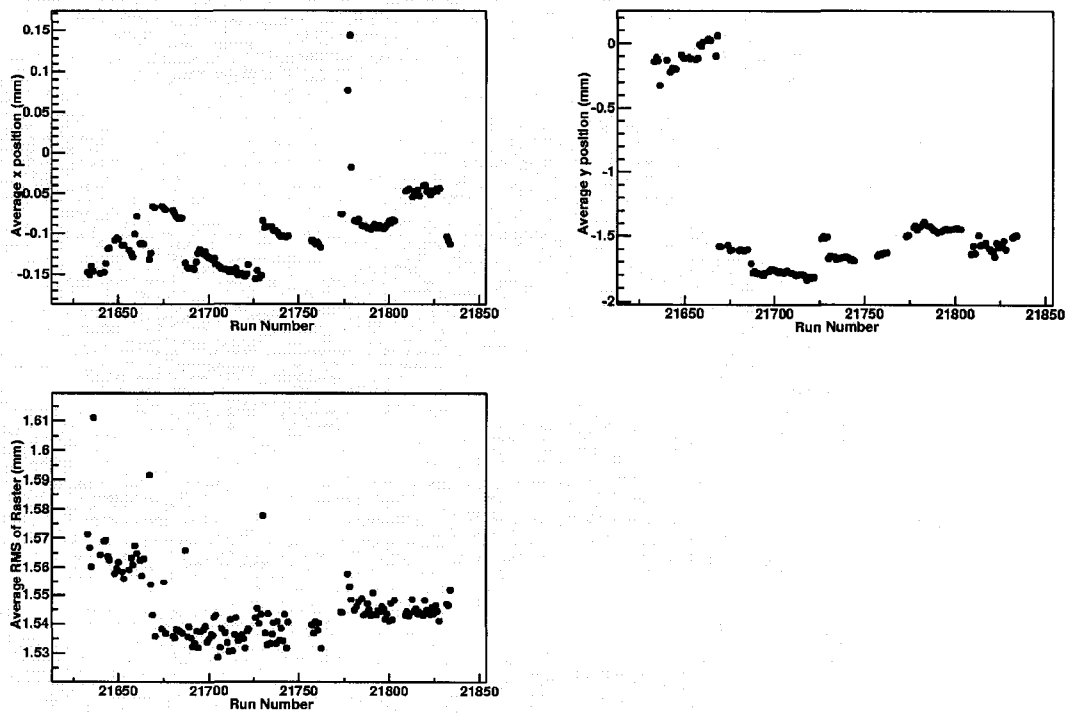 Average x position (mm)
0.15
0.1
0.05
0
-0.05
-0.1
-0.15
21650 21700 21750 21800 21850
Run Number
Average y position (mm)
0
-0.5
-1
-1.5
-2
21650 21700 21750 21800 21850
Run Number
Average RMS of Raster (mm)
1.61
1.6
1.59
1.58
1.57
1.56
1.55
1.54
1.53
21650 21700 21750 21800 21850
Run Number